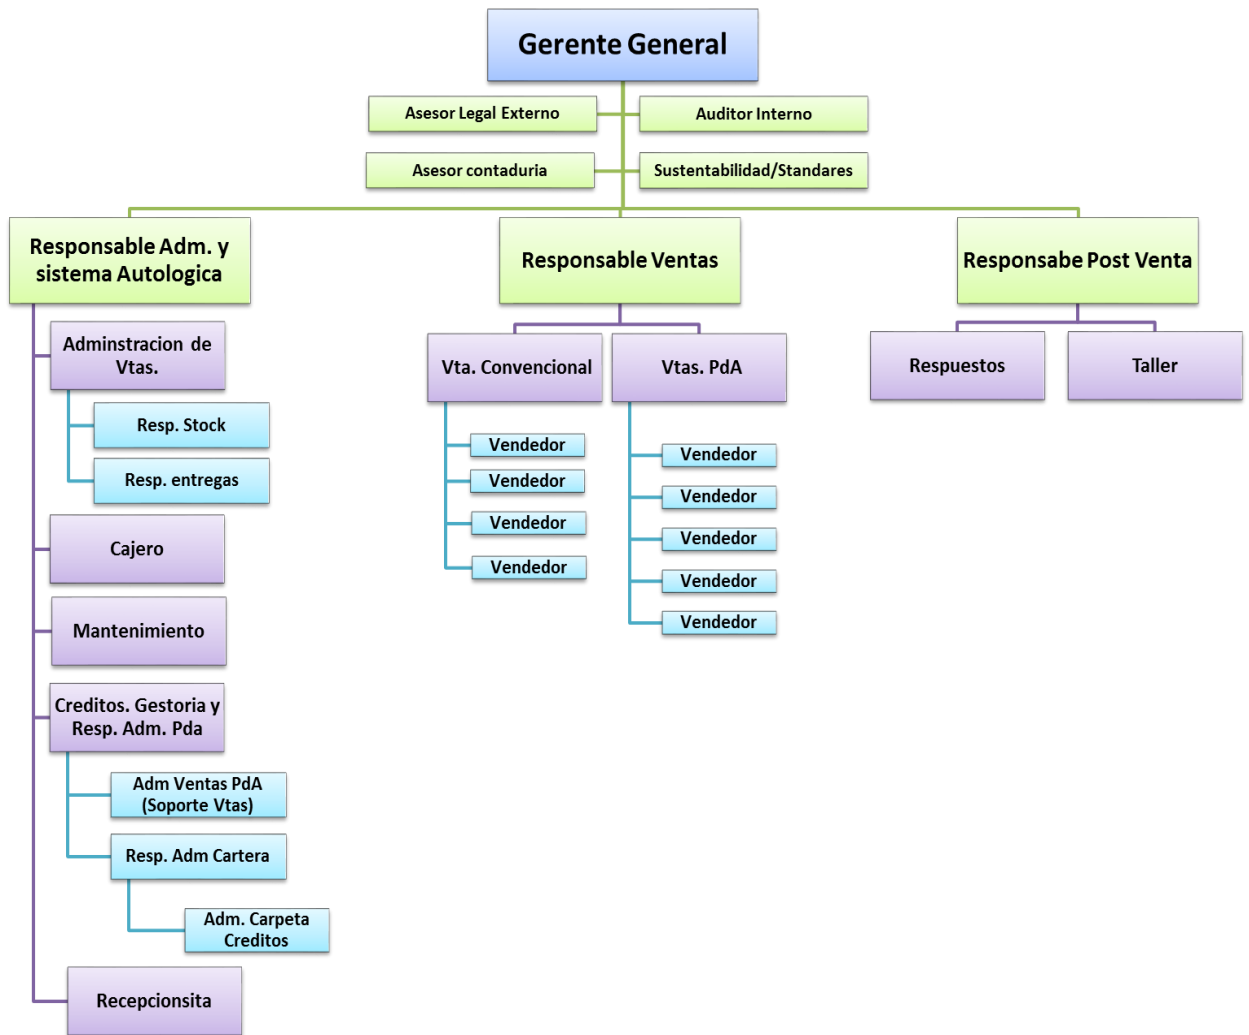 Gerente General
Asesor Legal Externo
Auditor Interno
Asesor contaduria
Sustentabilidad/Standares
Responsable Adm. y
sistema Autologica
Responsable Ventas
Responsabe Post Venta
Adminstracion de
Vtas.
Resp. Stock
Resp. entregas
Cajero
Mantenimiento
Creditos. Gestoria y
Resp. Adm. Pda
Adm Ventas PdA
(Soporte Vtas)
Resp. Adm Cartera
Adm. Carpeta
Creditos
Recepcionsita
Vta. Convencional
Vendedor
Vendedor
Vendedor
Vendedor
Vtas. PdA
Vendedor
Vendedor
Vendedor
Vendedor
Vendedor
Respuestos
Taller